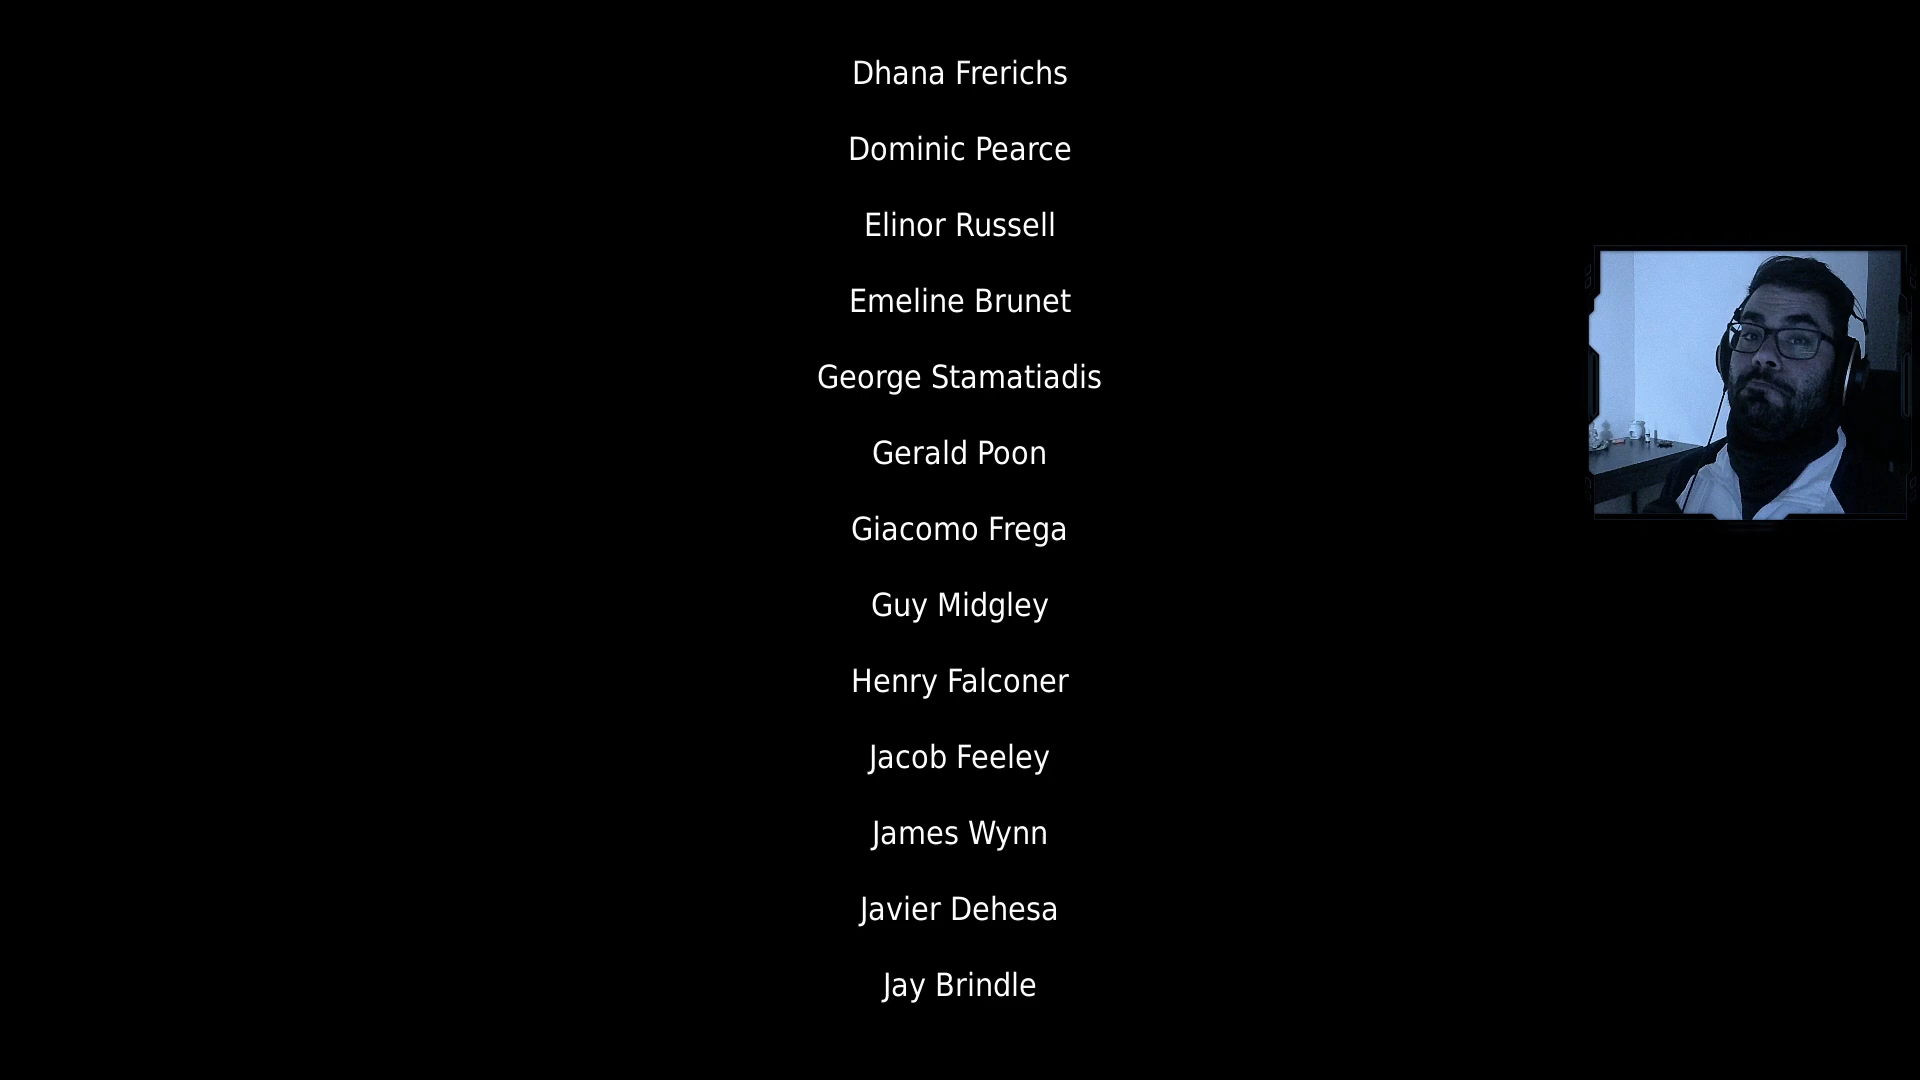 Dhana Frerichs
Dominic Pearce
Elinor Russell
Emeline Brunet
George Stamatiadis
Gerald Poon
Giacomo Frega
Guy Midgley
Henry Falconer
Jacob Feeley
James Wynn
Javier Dehesa
Jay Brindle